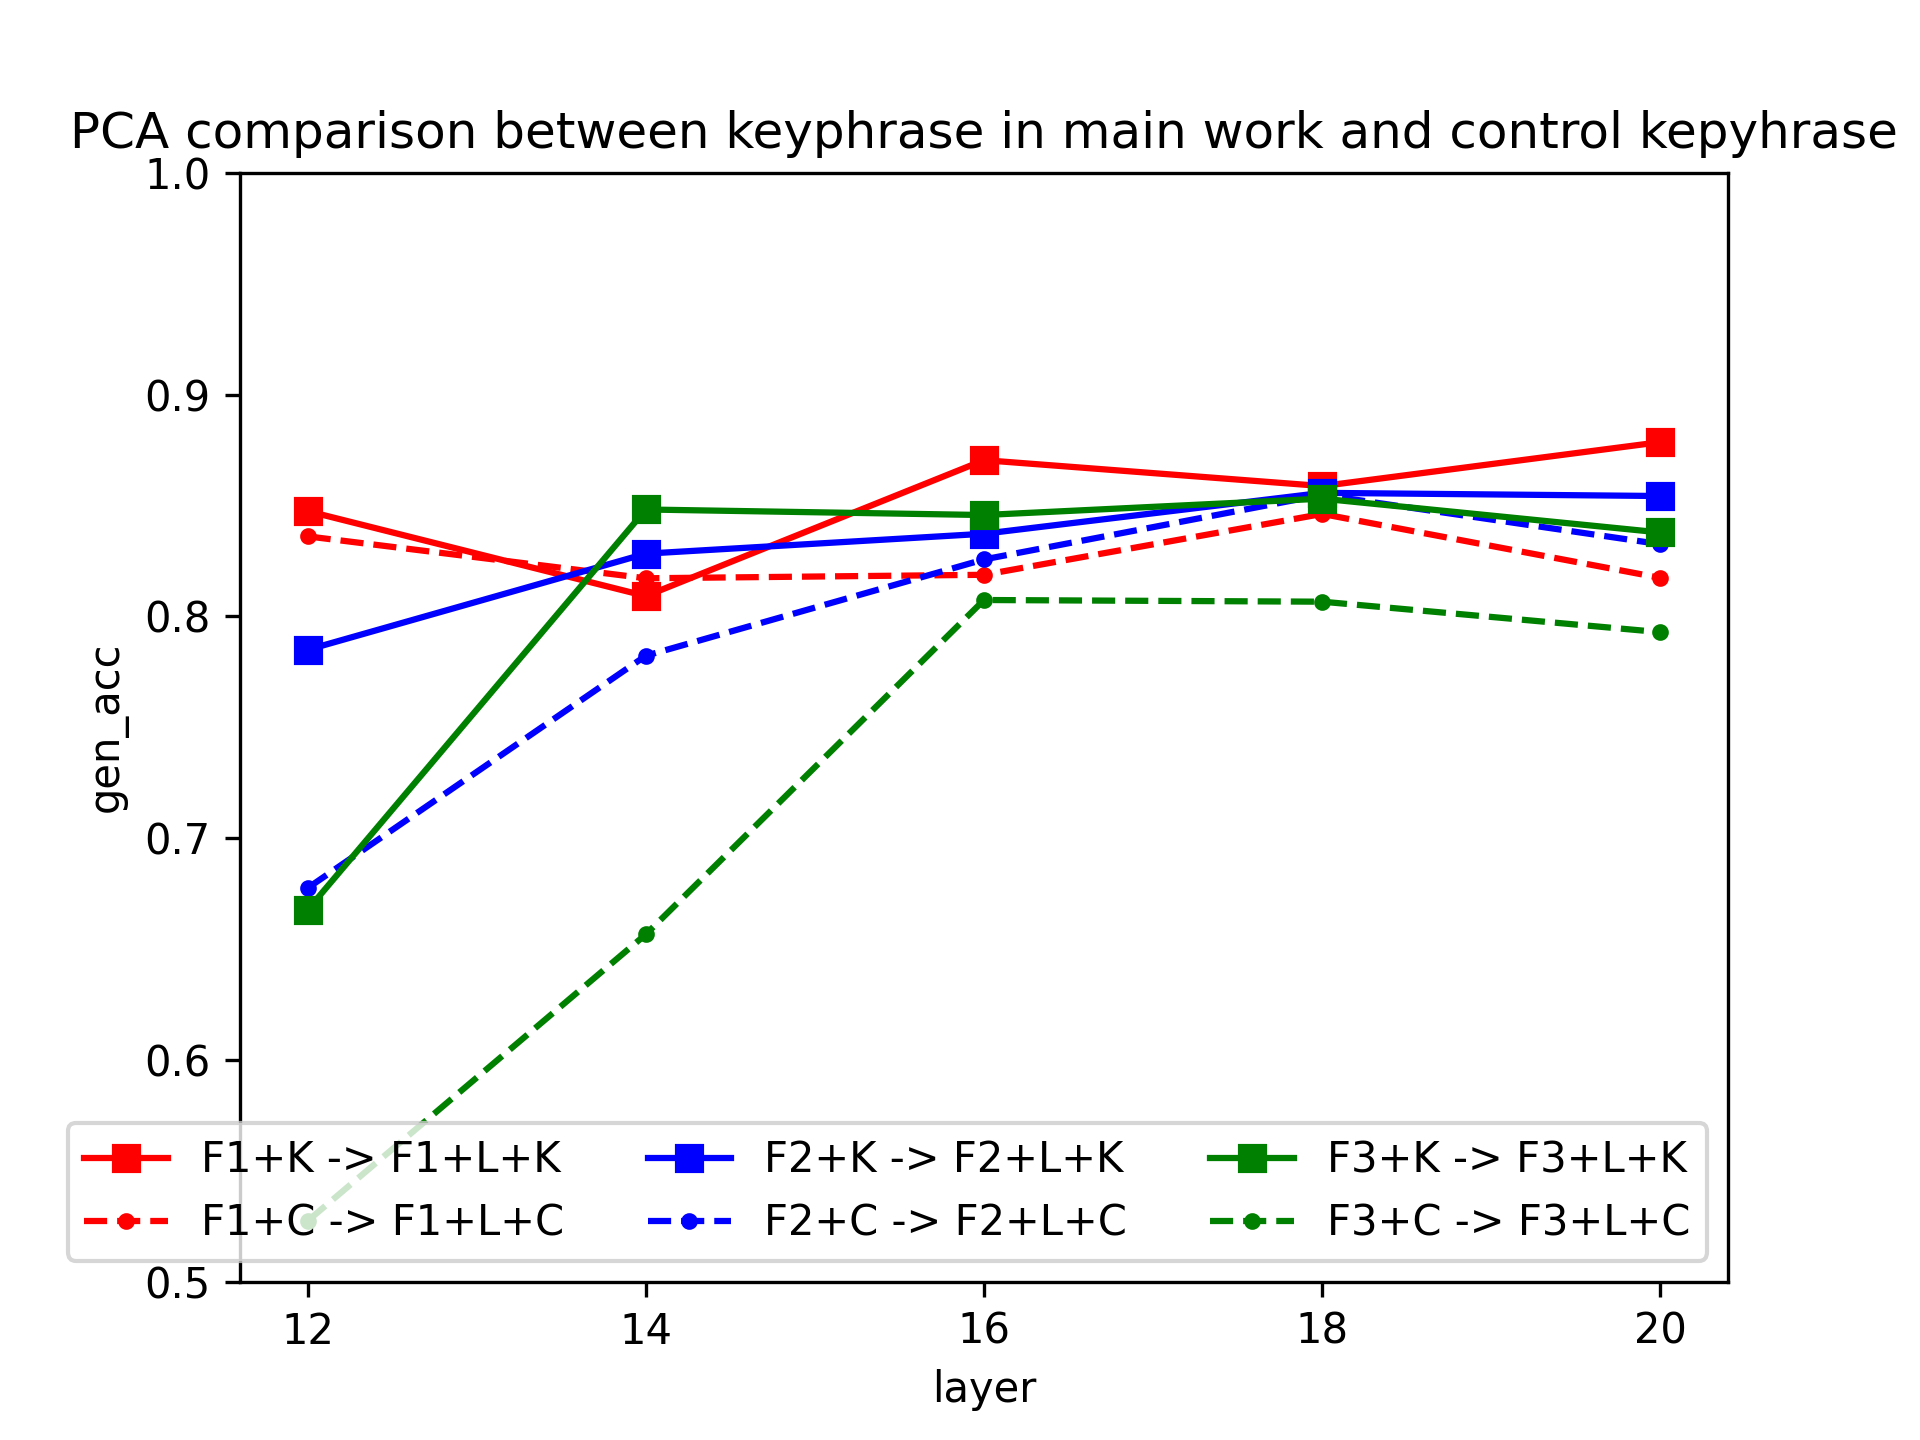 PCA comparison between keyphrase in main work and control kepyhrase
1.0
0.9
0.8
0.7
0.6
0.5
gen_acc
F1+K -> F1+L+K
F1+C -> F1+L+C
F2+K -> F2+L+K
F2+C -> F2+L+C
F3+K -> F3+L+K
F3+C -> F3+L+C
12 14 16 18 20
layer